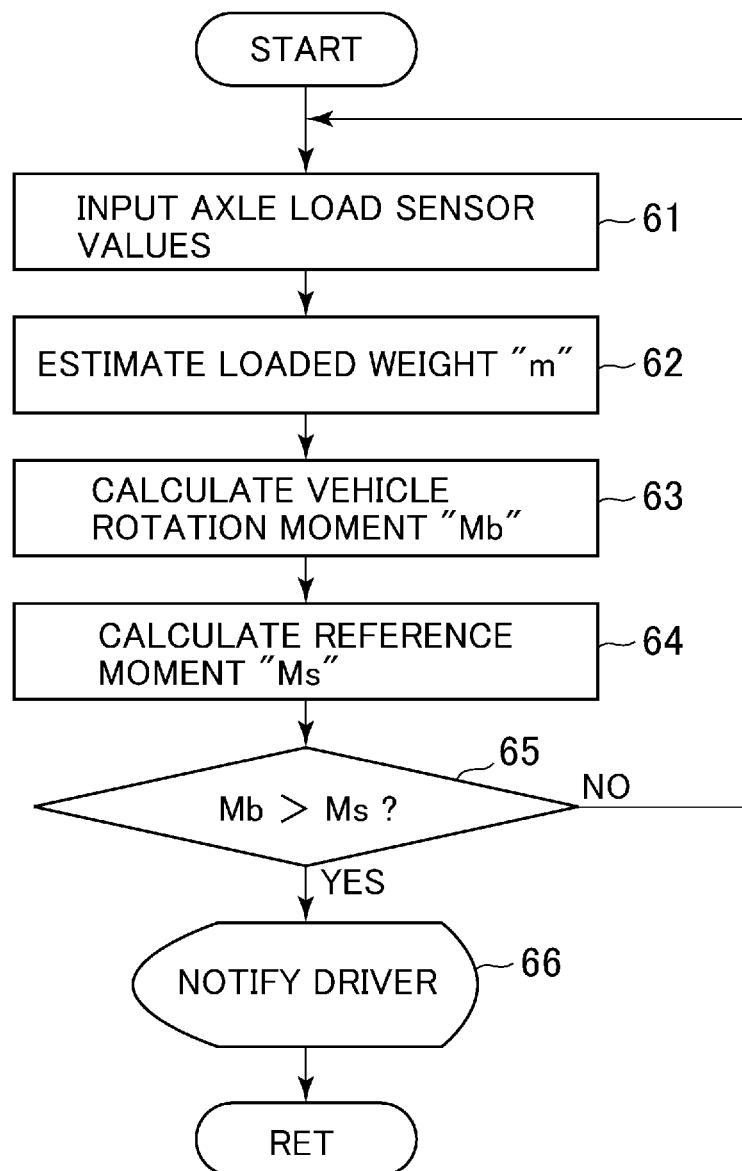 START
INPUT AXLE LOAD SENSOR
VALUES
61
ESTIMATE LOADED WEIGHT "m"
62
CALCULATE VEHICLE
ROTATION MOMENT "Mb"
63
CALCULATE REFERENCE
MOMENT "Ms"
64
65
Mb > Ms ?
NO
YES
NOTIFY DRIVER
66
RET